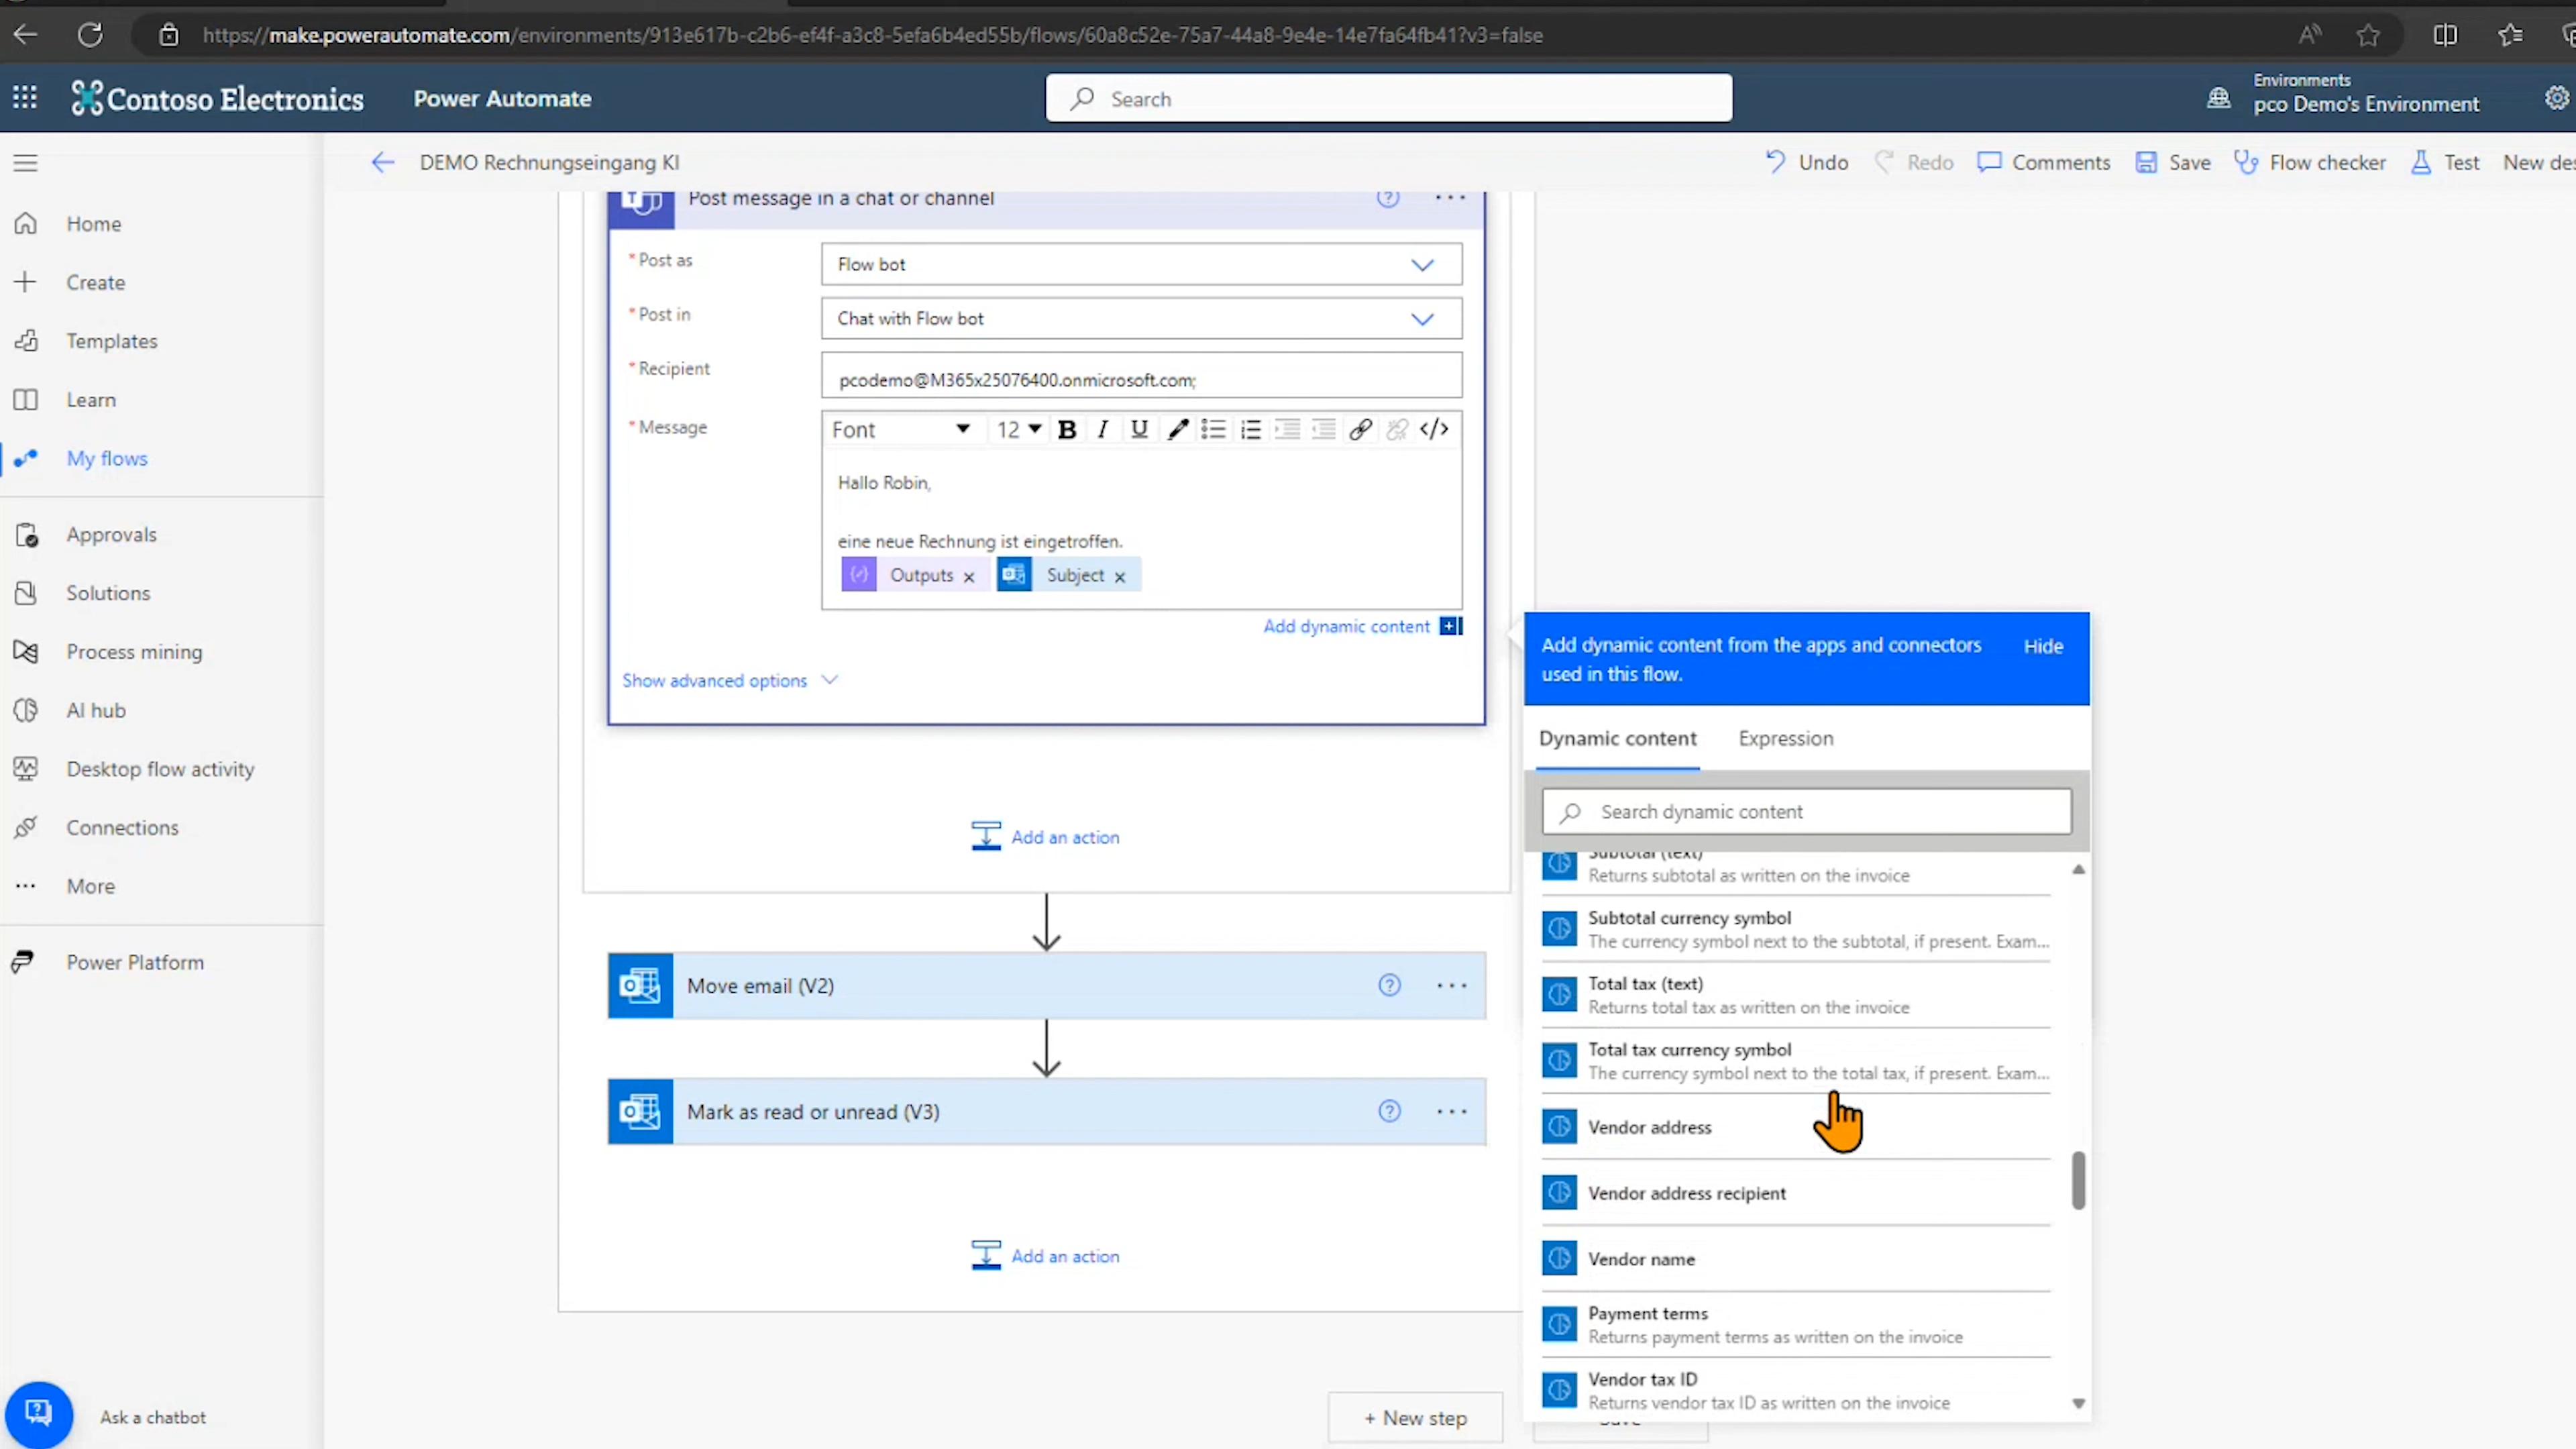 https://make.powerautomate.com/environments/913e617b-c2b6-ef4f-a3c8-5efa6b4ed55b/flows/60a8c52e-75a7-44a8-9e4e-14e7fa64fb41?v3=false
Contoso Electronics
Power Automate
Search
Environments
pco Demo's Environment
DEMO Rechnungseingang KI
Undo
Redo
Comments
Save
Flow checker
Test
New des
Home
Create
Templates
Learn
My flows
Approvals
Solutions
Process mining
AI hub
Desktop flow activity
Connections
More
Power Platform
Ask a chatbot
Post message in a chat or channel
* Post as
Flow bot
* Post in
Chat with Flow bot
* Recipient
pcodemo@M365x25076400.onmicrosoft.com;
* Message
Font
12
B I U </>
Hallo Robin,
eine neue Rechnung ist eingetroffen.
Outputs x Subject x
Add dynamic content
Show advanced options
Add an action
Move email (V2)
Mark as read or unread (V3)
Add an action
+ New step
Save
Add dynamic content from the apps and connectors
used in this flow.
Hide
Dynamic content
Expression
Search dynamic content
Subtotal (text)
Returns subtotal as written on the invoice
Subtotal currency symbol
The currency symbol next to the subtotal, if present. Exam...
Total tax (text)
Returns total tax as written on the invoice
Total tax currency symbol
The currency symbol next to the total tax, if present. Exam...
Vendor address
Vendor address recipient
Vendor name
Payment terms
Returns payment terms as written on the invoice
Vendor tax ID
Returns vendor tax ID as written on the invoice